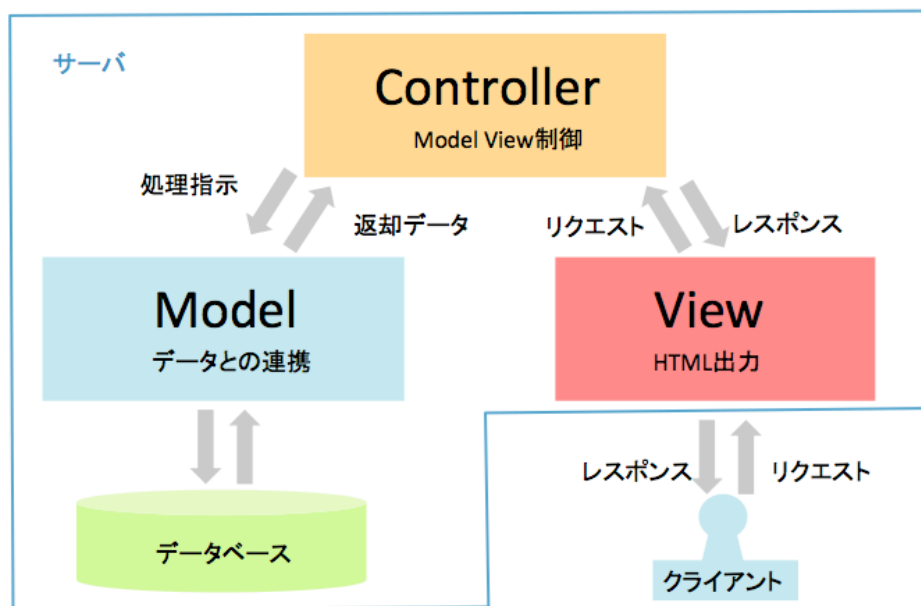 サーバ
Controller
Model View制御
処理指示
返却データ
リクエスト
レスポンス
Model
データとの連携
View
HTML出力
レスポンス
リクエスト
データベース
クライアント